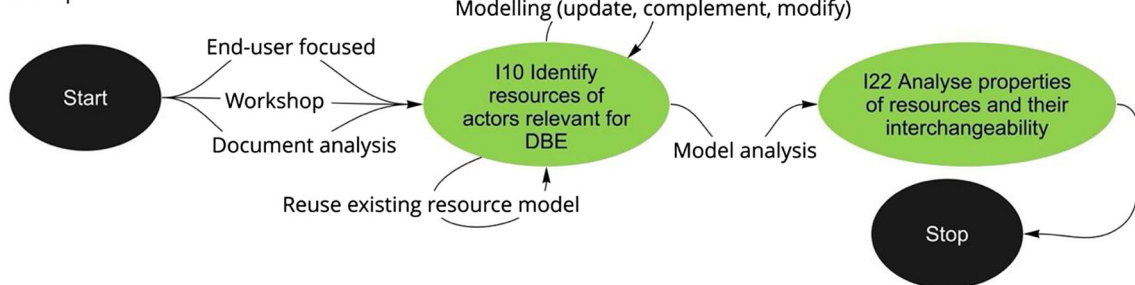 Modelling (update, complement, modify)
End-user focused
Start
Workshop
Document analysis
I10 Identify
resources of
actors relevant for
DBE
Reuse existing resource model
Model analysis
I22 Analyse properties
of resources and their
interchangeability
Stop